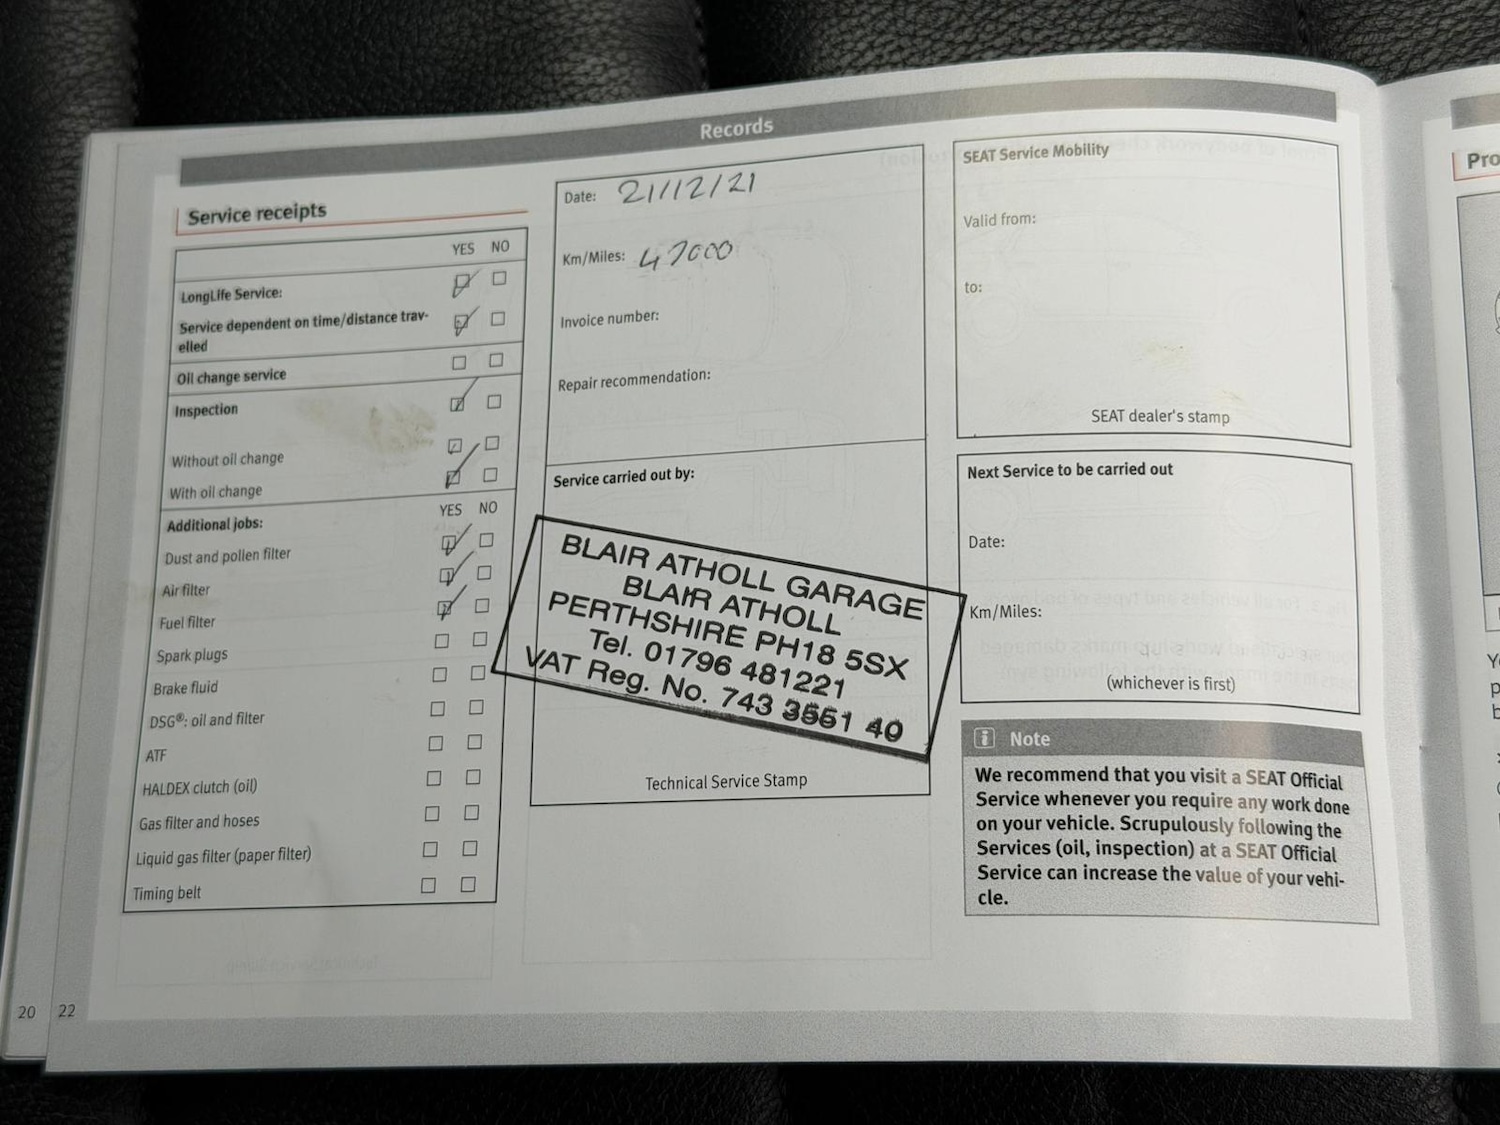 Records
Service receipts
YES NO
LongLife Service:
Service dependent on time/distance trav-
elled
Oil change service
Inspection
Without oil change
With oil change
Additional jobs: YES NO
Dust and pollen filter
Air filter
Fuel filter
Spark plugs
Brake fluid
DSG®: oil and filter
ATF
HALDEX clutch (oil)
Gas filter and hoses
Liquid gas filter (paper filter)
Timing belt
20 22
Date: 21/12/21
Km/Miles: 47000
Invoice number:
Repair recommendation:
Service carried out by:
BLAIR ATHOLL GARAGE
BLAIR ATHOLL
PERTHSHIRE PH18 5SX
Tel. 01796 481221
VAT Reg. No. 743 3551 40
Technical Service Stamp
SEAT Service Mobility
Valid from:
to:
SEAT dealer's stamp
Next Service to be carried out
Date:
Km/Miles:
(whichever is first)
i Note
We recommend that you visit a SEAT Official
Service whenever you require any work done
on your vehicle. Scrupulously following the
Services (oil, inspection) at a SEAT Official
Service can increase the value of your vehi-
cle.
Pro